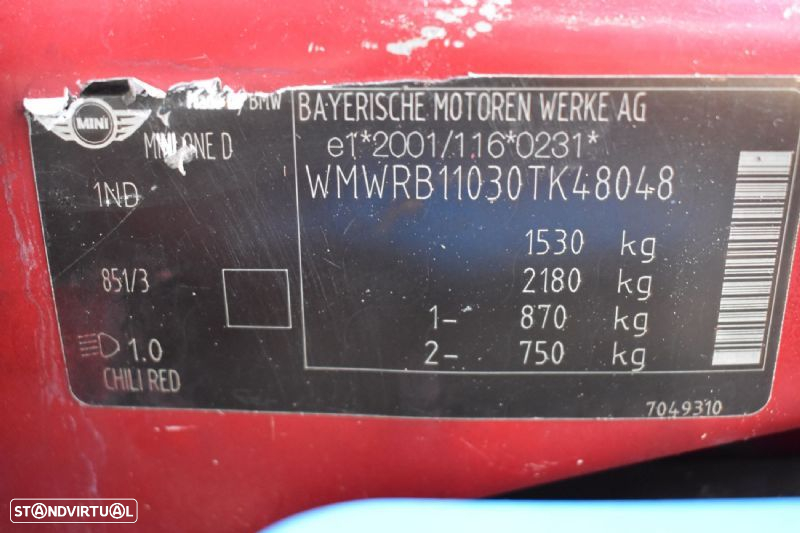 MINI
BMW
MINI ONE D
1ND
851/3
1.0
CHILI RED
BAYERISCHE MOTOREN WERKE AG
e1*2001/116*0231*
WMWRB11030TK48048
1530 kg
2180 kg
1- 870 kg
2- 750 kg
7049310
STANDVIRTUAL